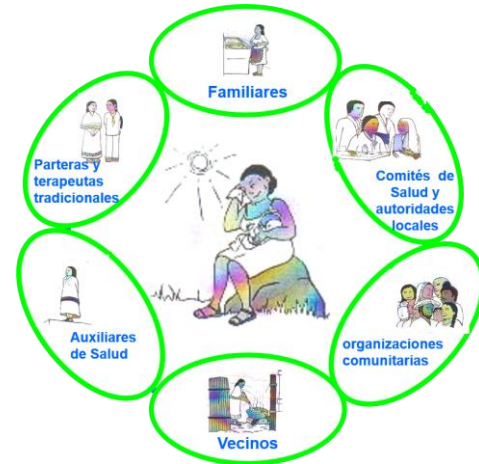 Familiares
Parteras y
terapeutas
tradicionales
Comités de
Salud y
autoridades
locales
Auxiliares
de Salud
organizaciones
comunitarias
Vecinos